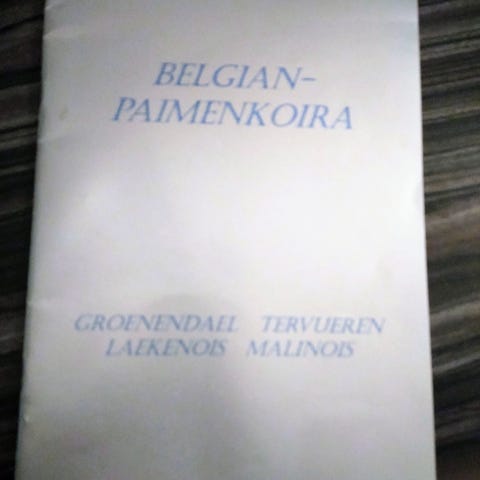 BELGIAN-
PAIMENKOIRA
GROENENDAEL TERVUEREN
LAEKENOIS MALINOIS